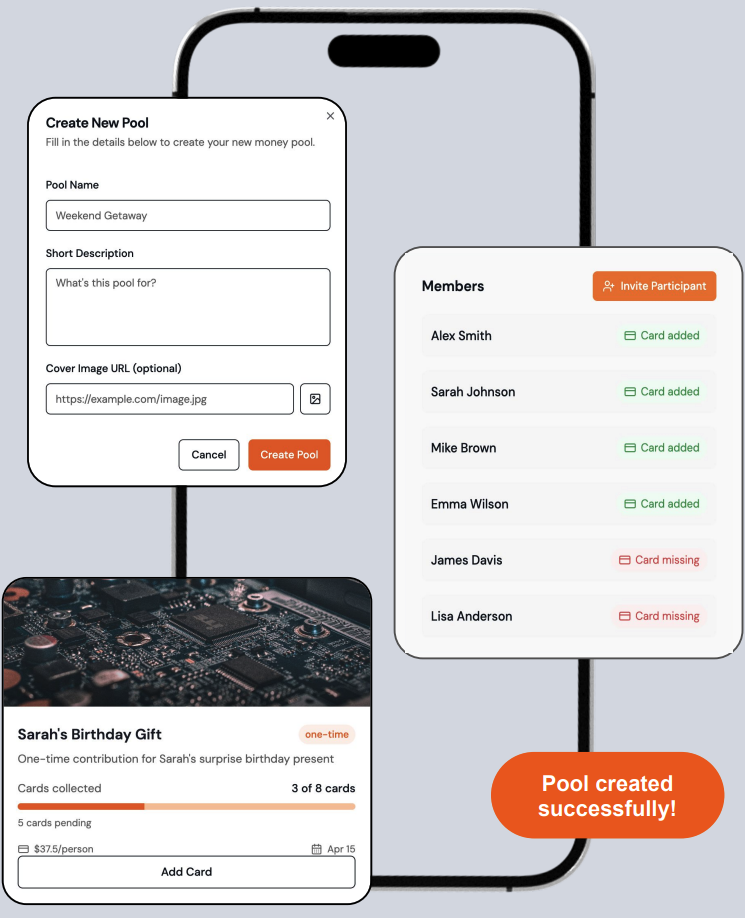 Create New Pool
Fill in the details below to create your new money pool.
Pool Name
Weekend Getaway
Short Description
What's this pool for?
Cover Image URL (optional)
https://example.com/image.jpg
Cancel
Create Pool
Members
Invite Participant
Alex Smith
Card added
Sarah Johnson
Card added
Mike Brown
Card added
Emma Wilson
Card added
James Davis
Card missing
Lisa Anderson
Card missing
Sarah's Birthday Gift
one-time
One-time contribution for Sarah's surprise birthday present
Cards collected
3 of 8 cards
5 cards pending
$37.5/person
Apr 15
Add Card
Pool created
successfully!